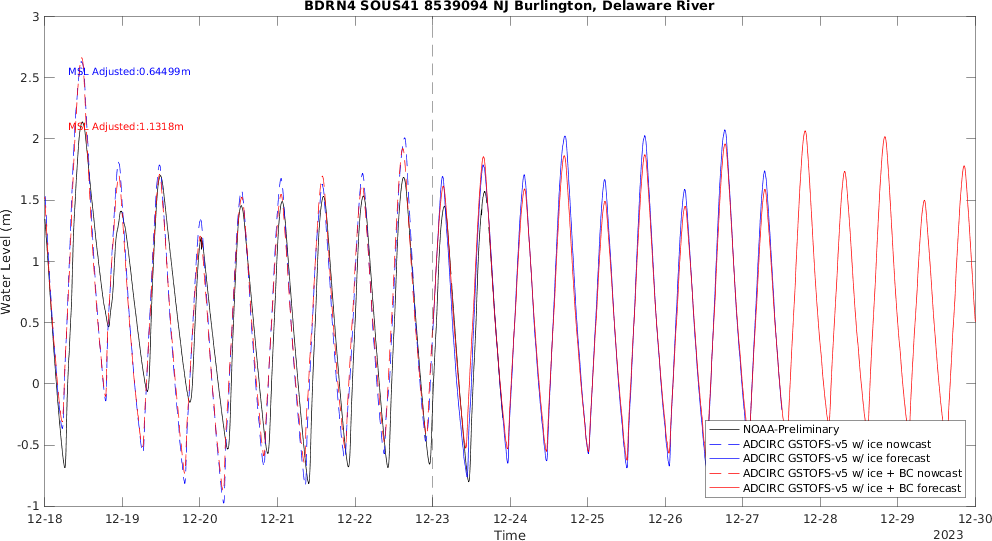 BDRN4 SOUS41 8539094 NJ Burlington, Delaware River
3
2.5
2
1.5
1
0.5
0
-0.5
-1
Water Level (m)
MSL Adjusted:0.64499m
MSL Adjusted:1.1318m
NOAA-Preliminary
ADCIRC GSTOFS-v5 w/ ice nowcast
ADCIRC GSTOFS-v5 w/ ice forecast
ADCIRC GSTOFS-v5 w/ ice + BC nowcast
ADCIRC GSTOFS-v5 w/ ice + BC forecast
12-18 12-19 12-20 12-21 12-22 12-23 12-24 12-25 12-26 12-27 12-28 12-29 12-30
Time
2023